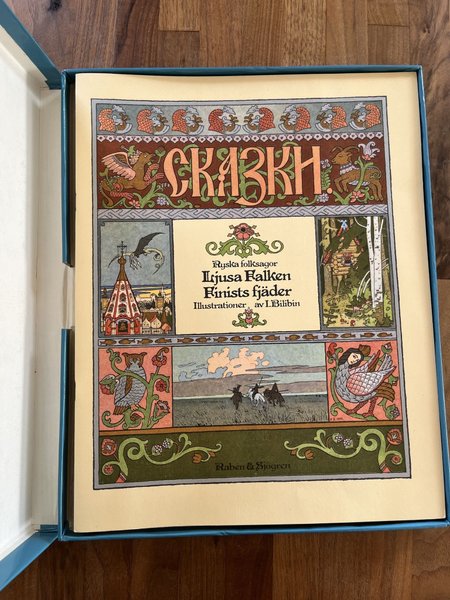 СКАЗКИ.
Ryska folksagor
Ljusa Falken
Finists fjäder
Illustrationer av I. Bilibin
Rabén & Sjögren